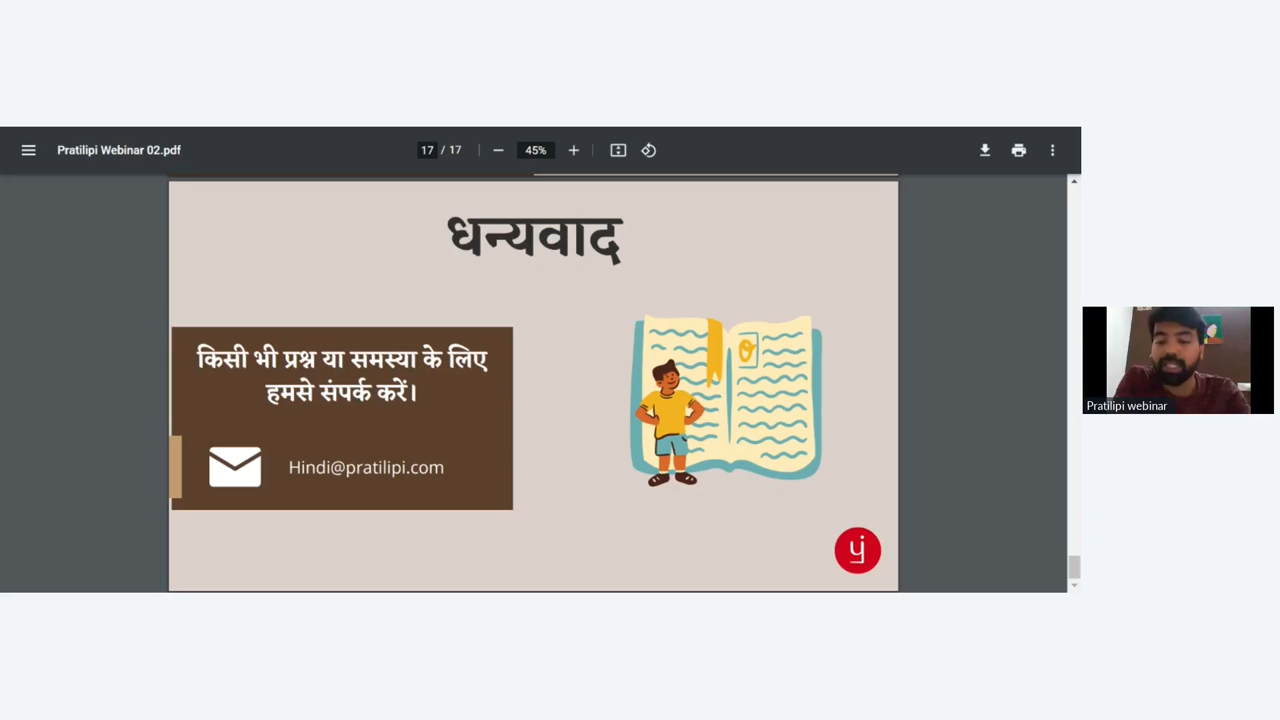 Pratilipi Webinar 02.pdf
17 / 17
45%
धन्यवाद
किसी भी प्रश्न या समस्या के लिए
हमसे संपर्क करें।
Hindi@pratilipi.com
Pratilipi webinar